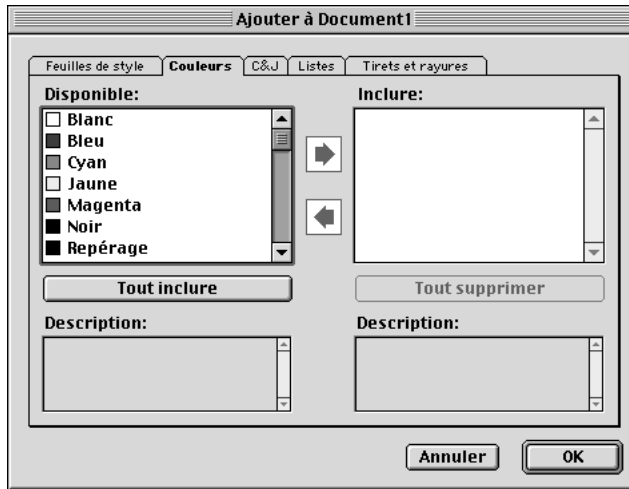 Ajouter à Document1
Feuilles de style Couleurs C&J Listes Tirets et rayures
Disponible: Inclure:
Blanc
Bleu
Cyan
Jaune
Magenta
Noir
Repérage
Tout inclure Tout supprimer
Description: Description:
Annuler OK